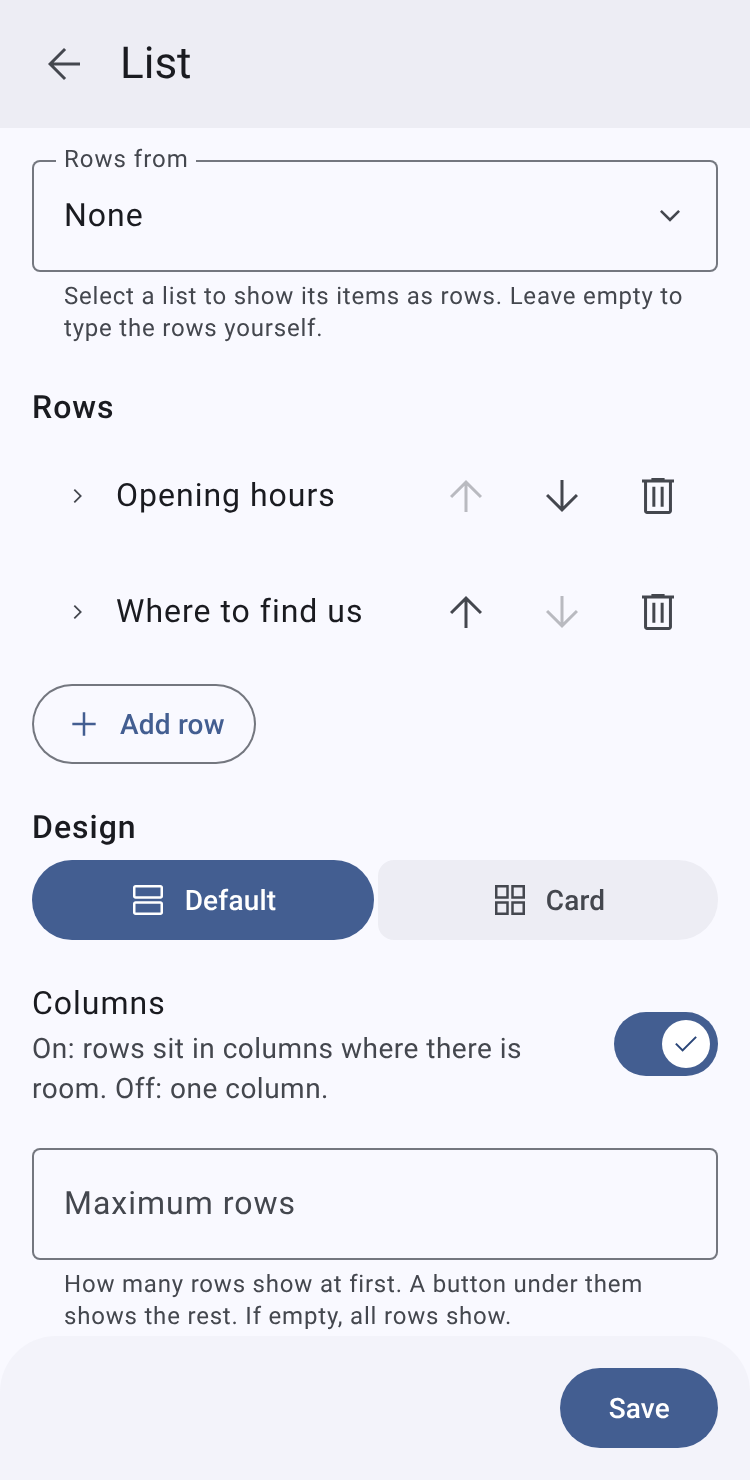 List
Rows from
None
Select a list to show its items as rows. Leave empty to
type the rows yourself.
Rows
Opening hours
Where to find us
Add row
Design
Default
Card
Columns
On: rows sit in columns where there is
room. Off: one column.
Maximum rows
How many rows show at first. A button under them
shows the rest. If empty, all rows show.
Save